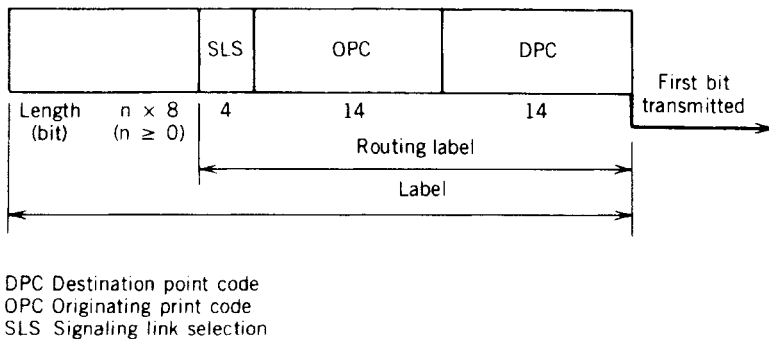 SLS OPC DPC
First bit
transmitted
Length n × 8 4 14 14
(bit) (n ≥ 0)
Routing label
Label
DPC Destination point code
OPC Originating print code
SLS Signaling link selection